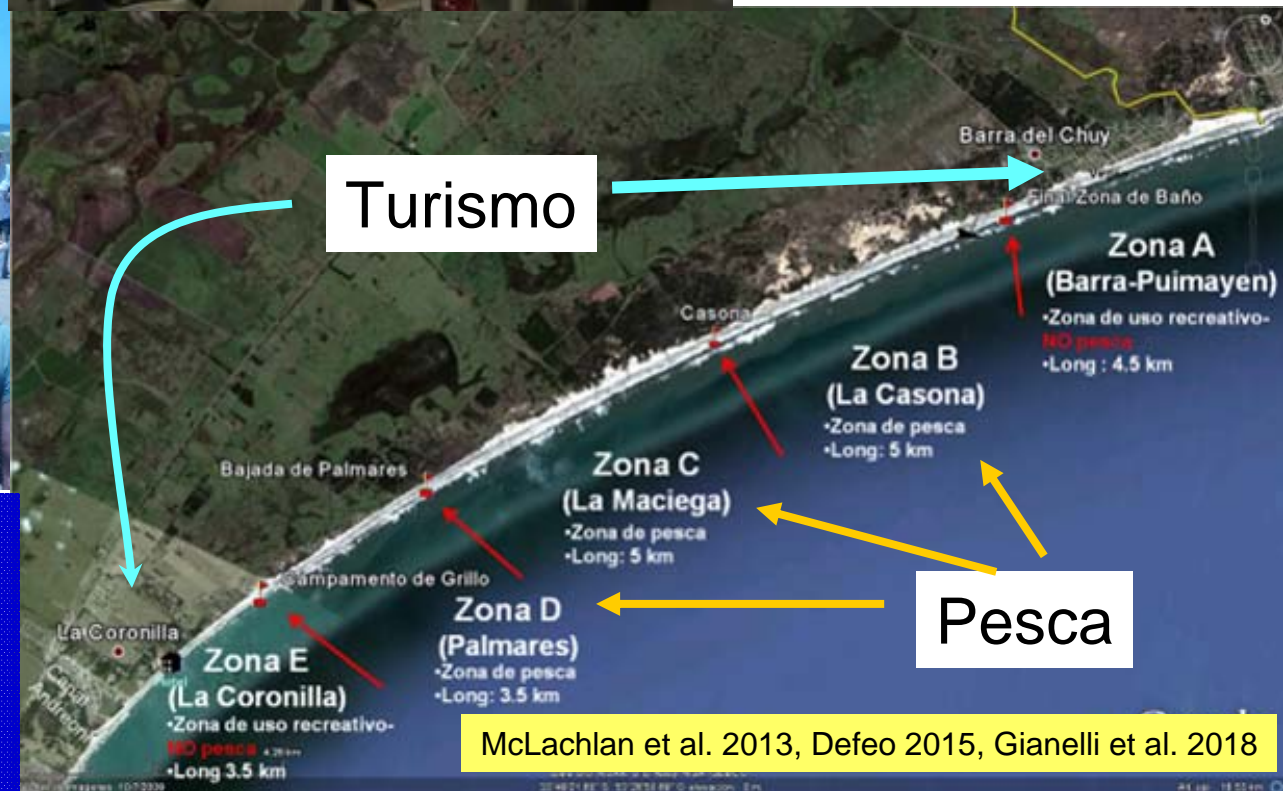 Turismo
Barra del Chuy
Final Zona de Baño
Zona A
(Barra-Puimayen)
•Zona de uso recreativo-
NO pesca
•Long : 4.5 km
Casona
Zona B
(La Casona)
•Zona de pesca
•Long: 5 km
Bajada de Palmares
Zona C
(La Maciega)
•Zona de pesca
•Long: 5 km
Campamento de Grillo
Zona D
(Palmares)
•Zona de pesca
•Long: 3.5 km
Pesca
La Coronilla
Canal
Andreoni
Zona E
(La Coronilla)
•Zona de uso recreativo-
NO pesca
•Long 3.5 km
McLachlan et al. 2013, Defeo 2015, Gianelli et al. 2018